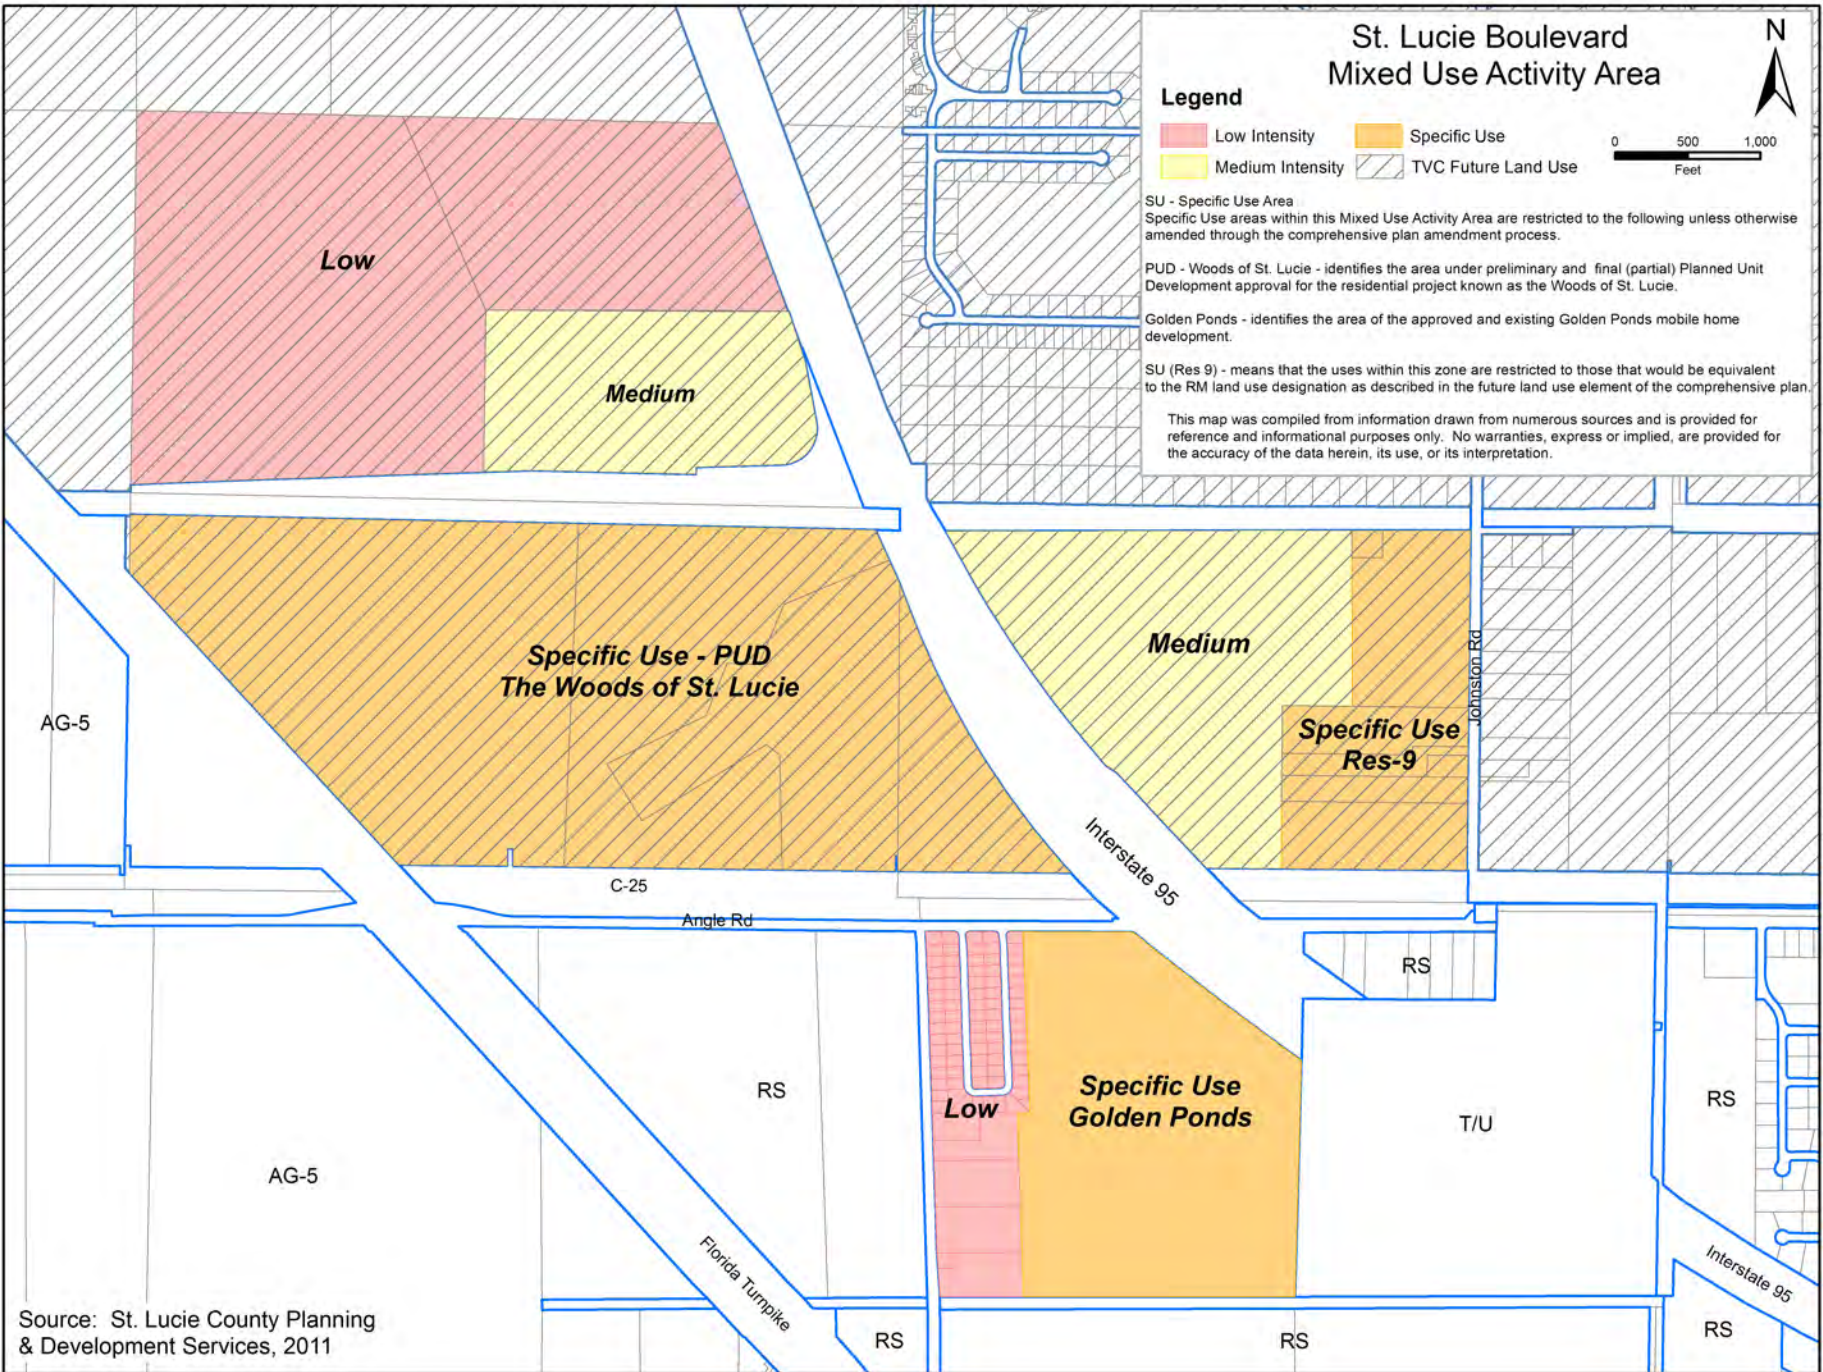 St. Lucie Boulevard
Mixed Use Activity Area
N
Legend
Low Intensity
Specific Use
Medium Intensity
TVC Future Land Use
0 500 1,000
Feet
SU - Specific Use Area
Specific Use areas within this Mixed Use Activity Area are restricted to the following unless otherwise
amended through the comprehensive plan amendment process.
PUD - Woods of St. Lucie - identifies the area under preliminary and final (partial) Planned Unit
Development approval for the residential project known as the Woods of St. Lucie.
Golden Ponds - identifies the area of the approved and existing Golden Ponds mobile home
development.
SU (Res 9) - means that the uses within this zone are restricted to those that would be equivalent
to the RM land use designation as described in the future land use element of the comprehensive plan.
This map was compiled from information drawn from numerous sources and is provided for
reference and informational purposes only. No warranties, express or implied, are provided for
the accuracy of the data herein, its use, or its interpretation.
Low
Medium
Specific Use - PUD
The Woods of St. Lucie
Medium
Specific Use
Res-9
Johnston Rd
AG-5
Interstate 95
C-25
Angle Rd
RS
RS
Low
Specific Use
Golden Ponds
T/U
RS
AG-5
Florida Turnpike
Interstate 95
RS
RS
RS
Source: St. Lucie County Planning
& Development Services, 2011